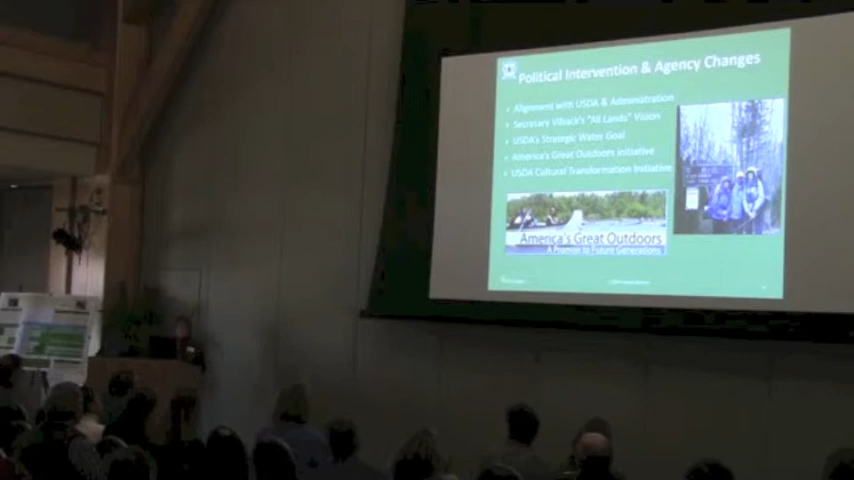 Political Intervention & Agency Changes
Alignment with USDA & Administration
Secretary Vilsack's "All Lands" Vision
USDA's Strategic Water Goal
America's Great Outdoors Initiative
USDA Cultural Transformation Initiative
America's Great Outdoors
A Promise to Future Generations